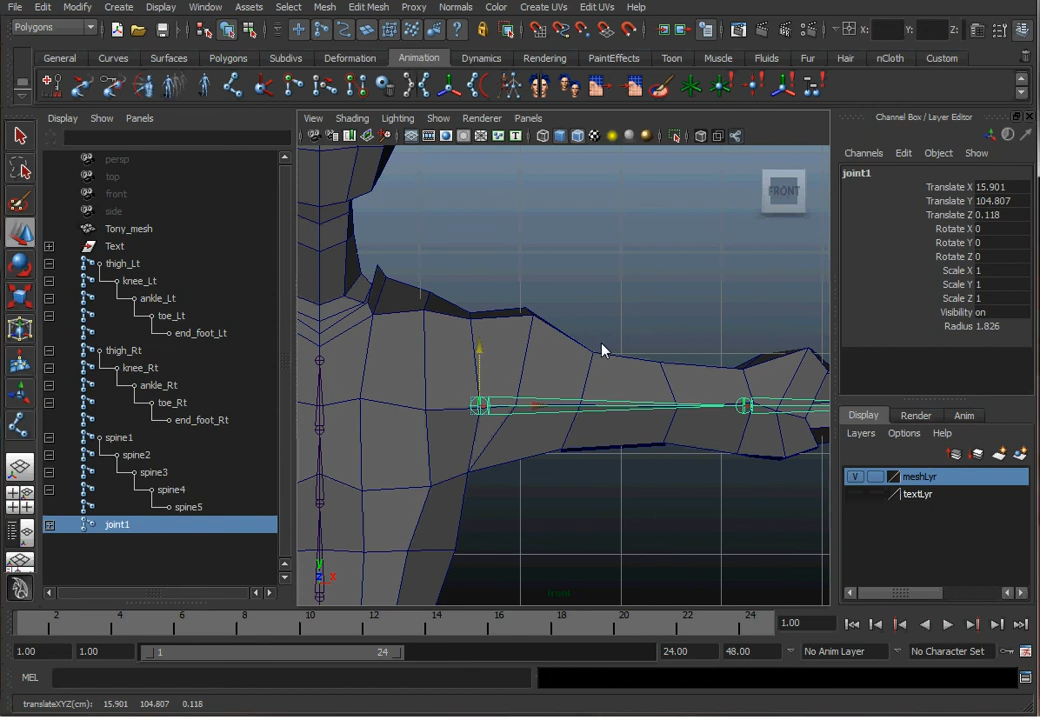 File Edit Modify Create Display Window Assets Select Mesh Edit Mesh Proxy Normals Color Create UVs Edit UVs Help
Polygons X: Y: Z:
General Curves Surfaces Polygons Subdivs Deformation Animation Dynamics Rendering PaintEffects Toon Muscle Fluids Fur Hair nCloth Custom
Display Show Panels
persp
top
front
side
Tony_mesh
Text
thigh_Lt
knee_Lt
ankle_Lt
toe_Lt
end_foot_Lt
thigh_Rt
knee_Rt
ankle_Rt
toe_Rt
end_foot_Rt
spine1
spine2
spine3
spine4
spine5
joint1
View Shading Lighting Show Renderer Panels
FRONT
y
z x
front
Channel Box / Layer Editor
Channels Edit Object Show
joint1
Translate X 15.901
Translate Y 104.807
Translate Z 0.118
Rotate X 0
Rotate Y 0
Rotate Z 0
Scale X 1
Scale Y 1
Scale Z 1
Visibility on
Radius 1.826
Display Render Anim
Layers Options Help
V meshLyr
textLyr
2 4 6 8 10 12 14 16 18 20 22 24 1.00
1.00 1.00 1 24 24.00 48.00 No Anim Layer No Character Set
MEL
translateXYZ(cm): 15.901 104.807 0.118